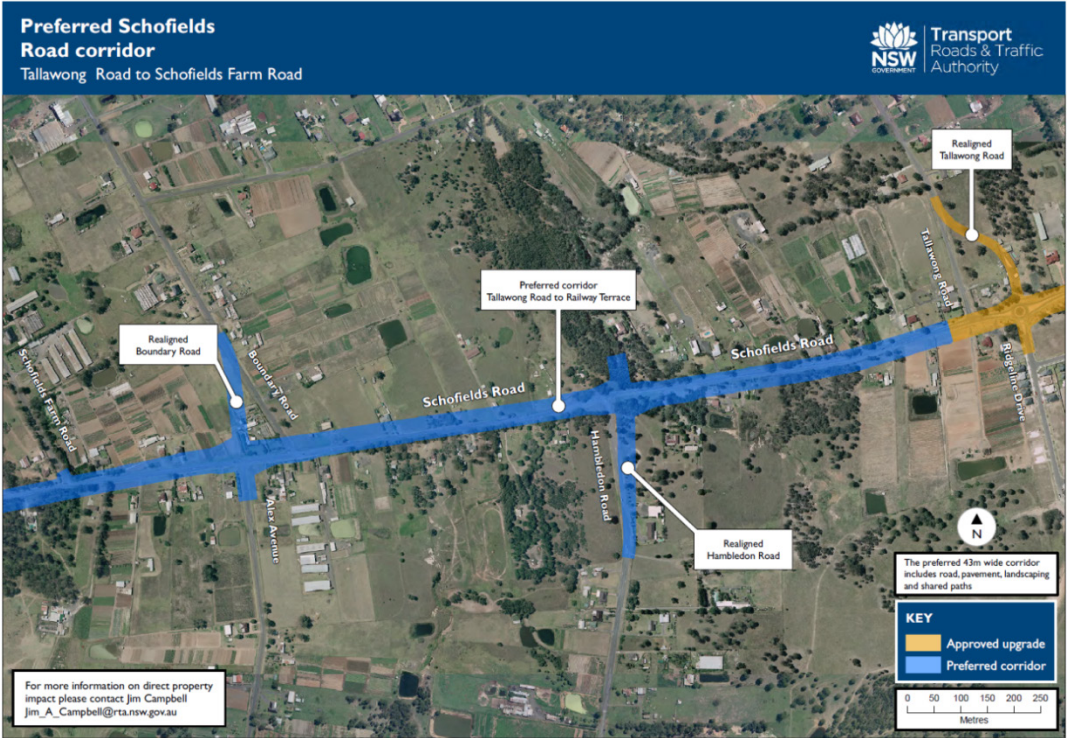 Preferred Schofields
Road corridor
Tallawong Road to Schofields Farm Road
NSW
GOVERNMENT
Transport
Roads & Traffic
Authority
Realigned
Tallawong Road
Tallawong Road
Preferred corridor
Tallawong Road to Railway Terrace
Realigned
Boundary Road
Schofields Farm Road
Boundary Road
Schofields Road
Schofields Road
Ridgeline Drive
Hambledon Road
Alex Avenue
Realigned
Hambledon Road
N
The preferred 43m wide corridor
includes road, pavement, landscaping
and shared paths
KEY
Approved upgrade
Preferred corridor
0 50 100 150 200 250
Metres
For more information on direct property
impact please contact Jim Campbell
Jim_A_Campbell@rta.nsw.gov.au